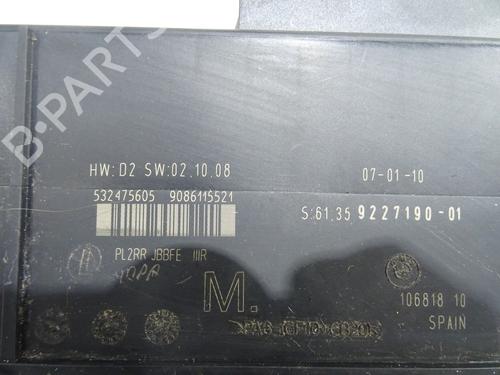 B-PARTS
HW: D2 SW:02.10.08
07-01-10
532475605 9086115521
S:61.35 9227190-01
PL2RR JBBFE IIIR
M.
106818 10
SPAIN